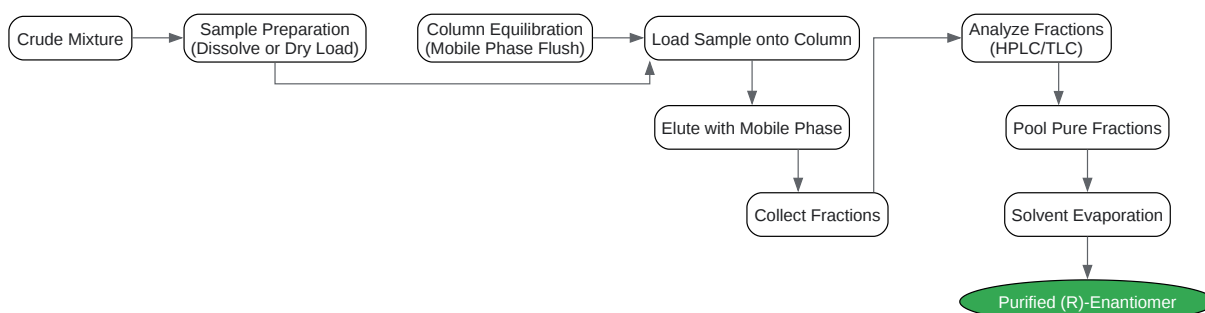 Crude Mixture
Sample Preparation
(Dissolve or Dry Load)
Column Equilibration
(Mobile Phase Flush)
Load Sample onto Column
Elute with Mobile Phase
Collect Fractions
Analyze Fractions
(HPLC/TLC)
Pool Pure Fractions
Solvent Evaporation
Purified (R)-Enantiomer